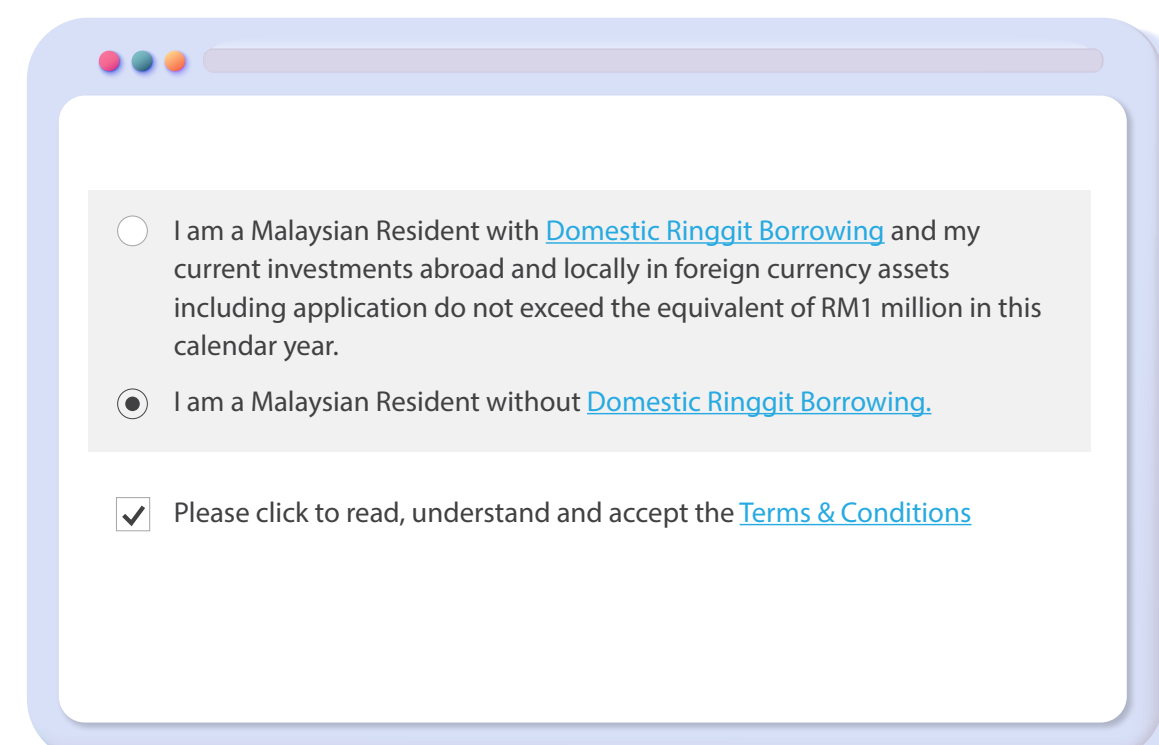 I am a Malaysian Resident with Domestic Ringgit Borrowing and my
current investments abroad and locally in foreign currency assets
including application do not exceed the equivalent of RM1 million in this
calendar year.
I am a Malaysian Resident without Domestic Ringgit Borrowing.
Please click to read, understand and accept the Terms & Conditions